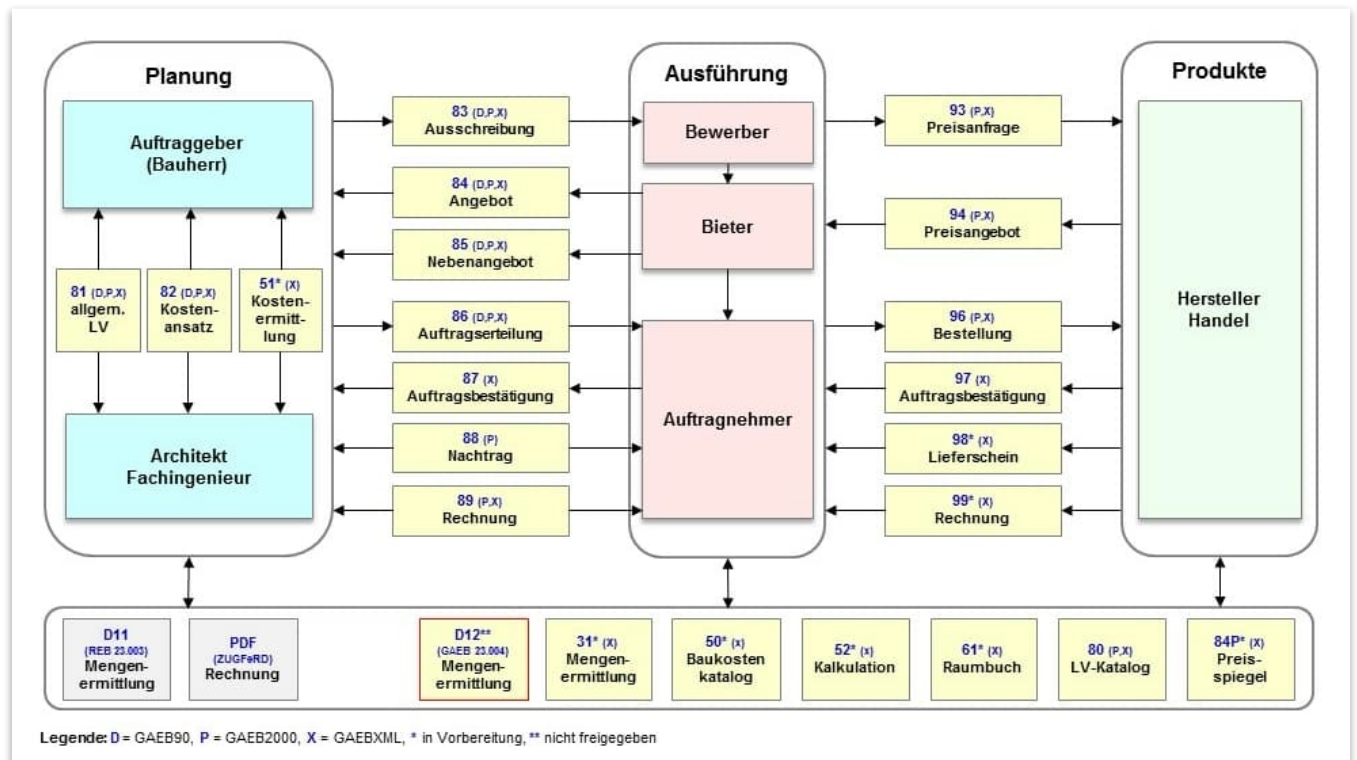 Planung
Auftraggeber
(Bauherr)
81 (D,P,X)
allgem.
LV
82 (D,P,X)
Kosten-
ansatz
51* (X)
Kosten-
ermitt-
lung
Architekt
Fachingenieur
83 (D,P,X)
Ausschreibung
84 (D,P,X)
Angebot
85 (D,P,X)
Nebenangebot
86 (D,P,X)
Auftragserteilung
87 (X)
Auftragsbestätigung
88 (P)
Nachtrag
89 (P,X)
Rechnung
Ausführung
Bewerber
Bieter
Auftragnehmer
93 (P,X)
Preisanfrage
94 (P,X)
Preisangebot
96 (P,X)
Bestellung
97 (X)
Auftragsbestätigung
98* (X)
Lieferschein
99* (X)
Rechnung
Produkte
Hersteller
Handel
D11
(REB 23.003)
Mengen-
ermittlung
PDF
(ZUGFeRD)
Rechnung
D12**
(GAEB 23.004)
Mengen-
ermittlung
31* (X)
Mengen-
ermittlung
50* (x)
Baukosten
katalog
52* (x)
Kalkulation
61* (X)
Raumbuch
80 (P,X)
LV-Katalog
84P* (X)
Preis-
spiegel
Legende: D = GAEB90, P = GAEB2000, X = GAEBXML, * in Vorbereitung, ** nicht freigegeben